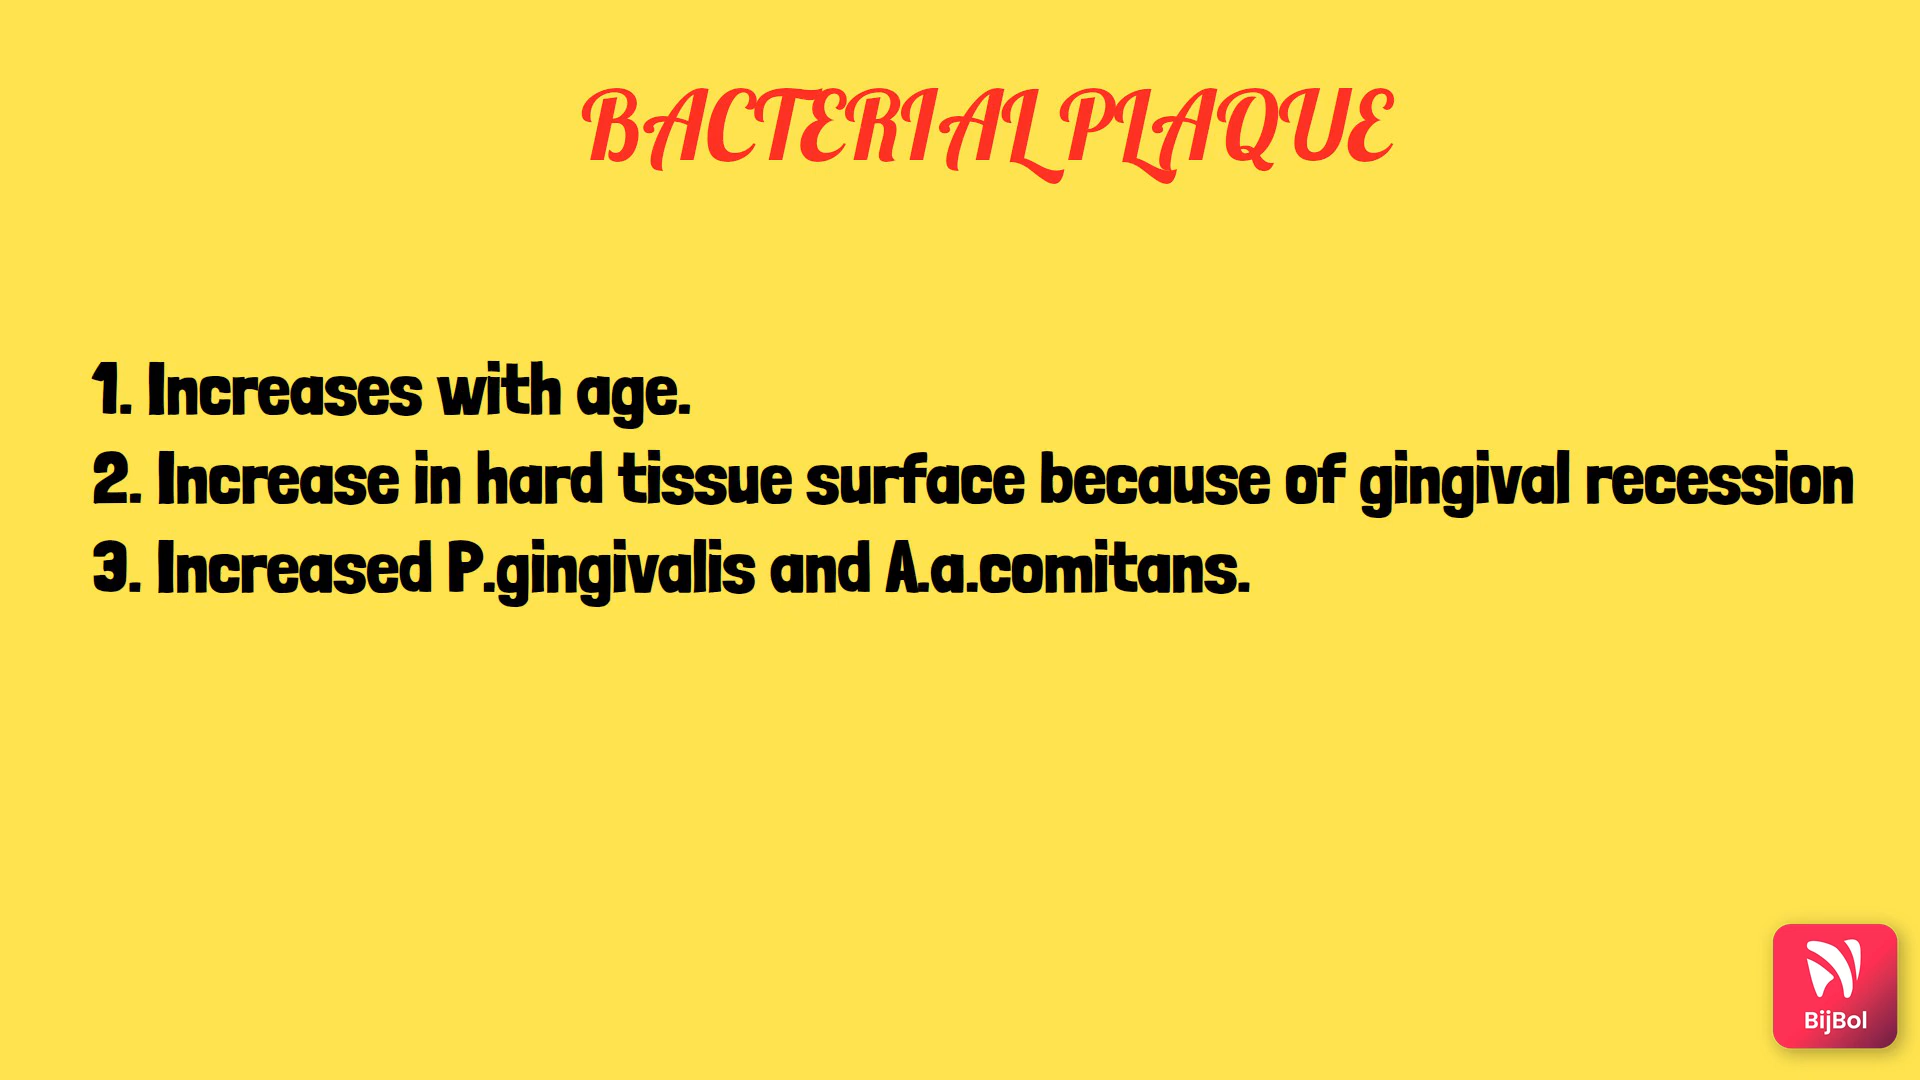 BACTERIAL PLAQUE
1. Increases with age.
2. Increase in hard tissue surface because of gingival recession
3. Increased P.gingivalis and A.a.comitans.
BijBol